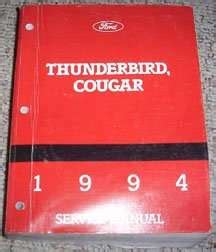 Ford
THUNDERBIRD,
COUGAR
1994
SERVICE MANUAL